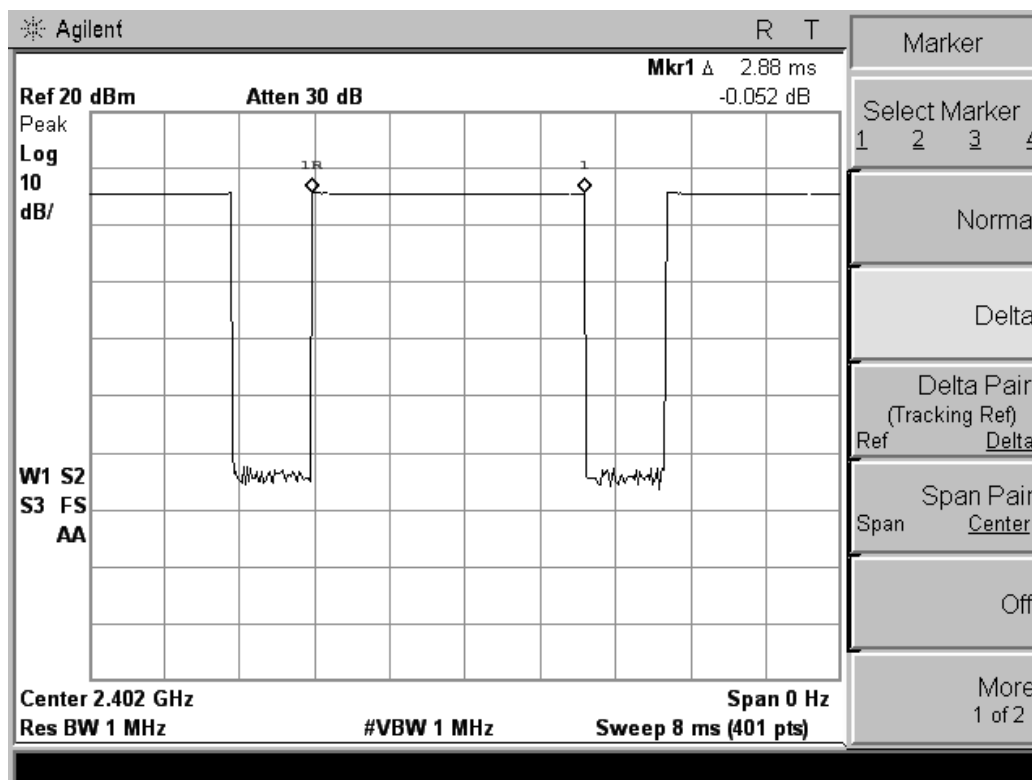 Agilent R T
Mkr1 Δ 2.88 ms
Ref 20 dBm Atten 30 dB -0.052 dB
Peak
Log
10
dB/
1R 1
W1 S2
S3 FS
AA
Center 2.402 GHz Span 0 Hz
Res BW 1 MHz #VBW 1 MHz Sweep 8 ms (401 pts)
Marker
Select Marker
1 2 3 4
Norma
Delta
Delta Pair
(Tracking Ref)
Ref Delta
Span Pair
Span Center
Off
More
1 of 2